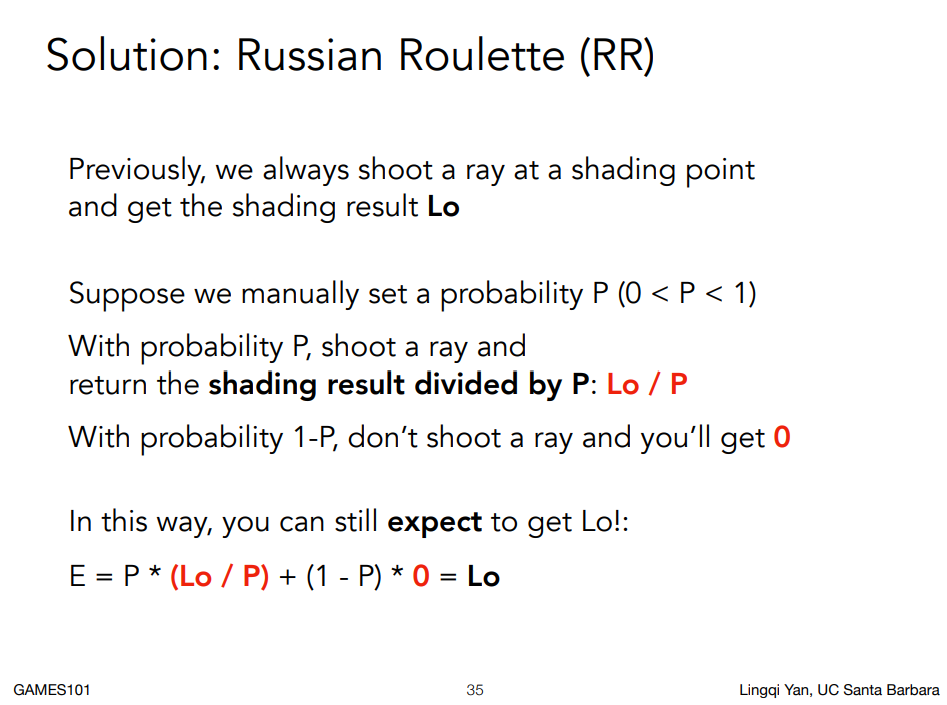 Solution: Russian Roulette (RR)
Previously, we always shoot a ray at a shading point
and get the shading result Lo
Suppose we manually set a probability P (0 < P < 1)
With probability P, shoot a ray and
return the shading result divided by P: Lo / P
With probability 1-P, don’t shoot a ray and you’ll get 0
In this way, you can still expect to get Lo!:
E = P * (Lo / P) + (1 - P) * 0 = Lo
GAMES101
35
Lingqi Yan, UC Santa Barbara